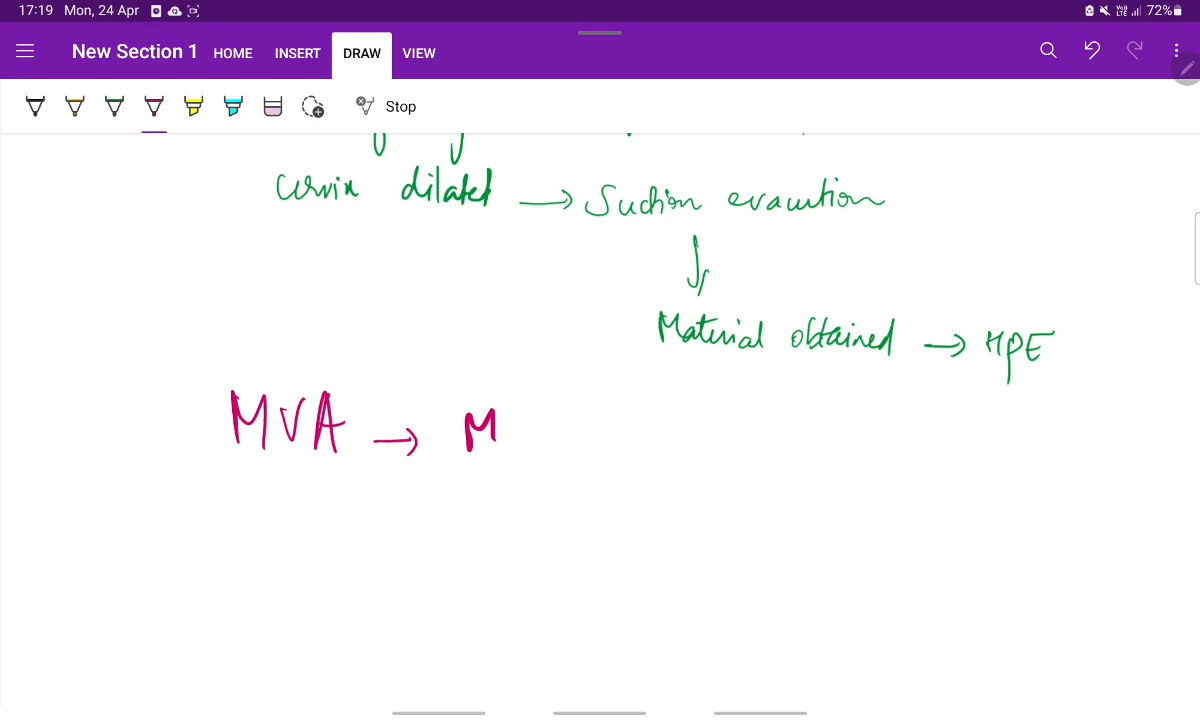 17:19 Mon, 24 Apr 72%
New Section 1 HOME INSERT DRAW VIEW
Stop
cervix dilated → Suction evacuation
↓
Material obtained → HPE
MVA → M